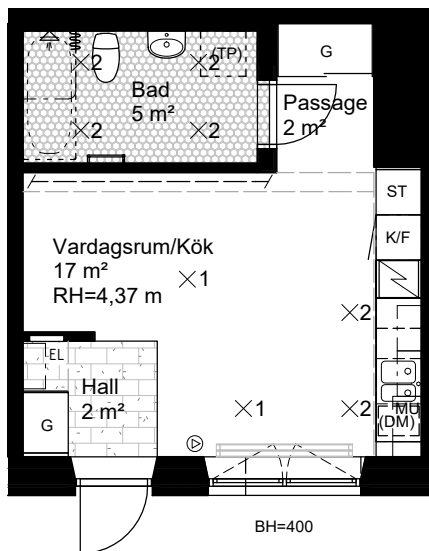 G
(TP)
2
2
Bad
5 m²
Passage
2 m²
2
2
ST
K/F
Vardagsrum/Kök
17 m²
RH=4,37 m
1
2
EL
Hall
2 m²
G
1
2
MU
(DM)
BH=400